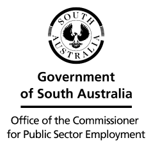 SOUTH
AUSTRALIA
Government
of South Australia
Office of the Commissioner
for Public Sector Employment